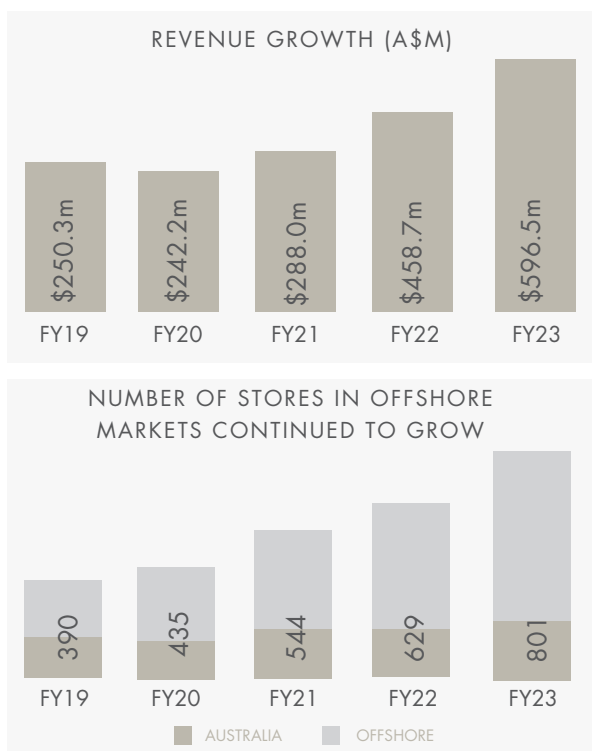 REVENUE GROWTH (A$M)
$250.3m
$242.2m
$288.0m
$458.7m
$596.5m
FY19
FY20
FY21
FY22
FY23
NUMBER OF STORES IN OFFSHORE
MARKETS CONTINUED TO GROW
390
435
544
629
801
FY19
FY20
FY21
FY22
FY23
AUSTRALIA
OFFSHORE